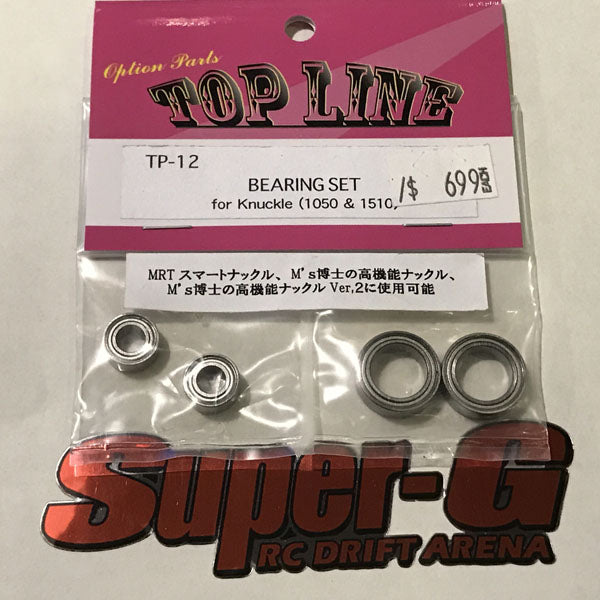 Option Parts
TOP LINE
TP-12
BEARING SET
for Knuckle (1050 & 1510)
1/$ 699
MRT スマートナックル、 M's博士の高機能ナックル、
M's博士の高機能ナックル Ver,2に使用可能
Super-G
RC DRIFT ARENA